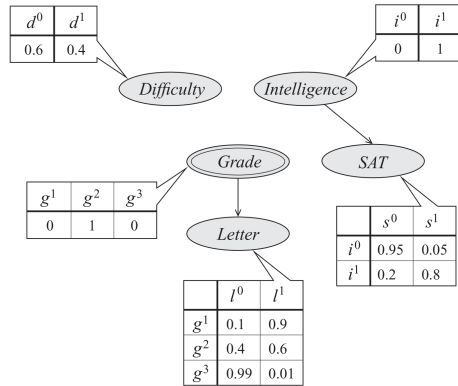 d⁰ d¹
0.6 0.4
i⁰ i¹
0 1
Difficulty
Intelligence
Grade
SAT
g¹ g² g³
0 1 0
Letter
s⁰ s¹
i⁰ 0.95 0.05
i¹ 0.2 0.8
l⁰ l¹
g¹ 0.1 0.9
g² 0.4 0.6
g³ 0.99 0.01